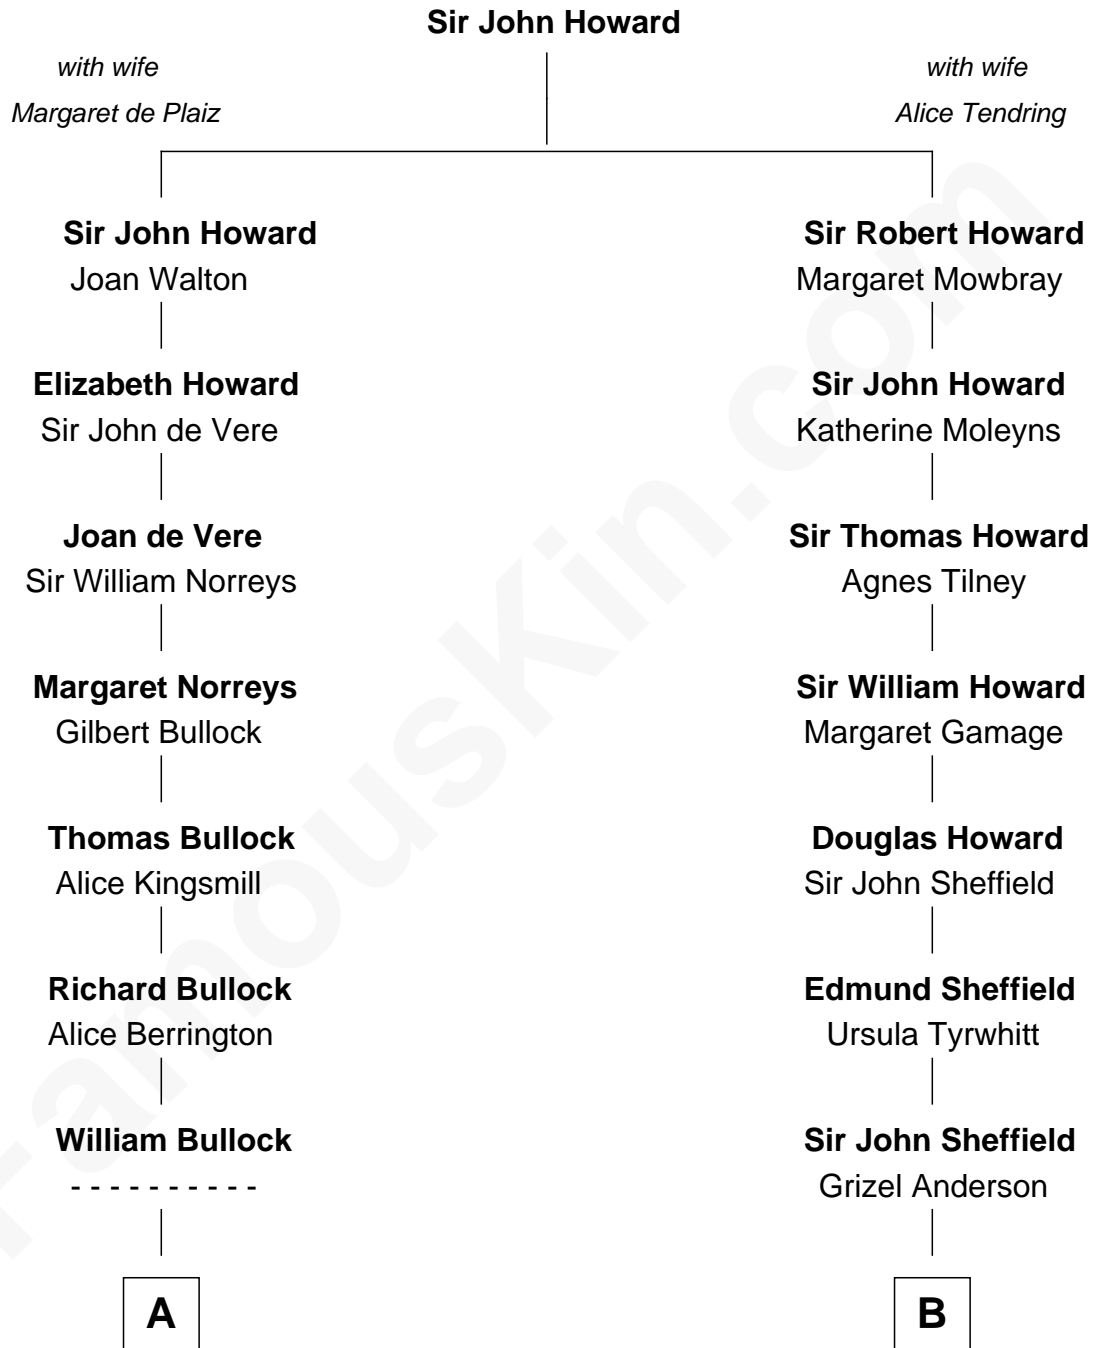 Sir John Howard
with wife
Margaret de Plaiz
with wife
Alice Tendring
Sir John Howard
Joan Walton
Sir Robert Howard
Margaret Mowbray
Elizabeth Howard
Sir John de Vere
Sir John Howard
Katherine Moleyns
Joan de Vere
Sir William Norreys
Sir Thomas Howard
Agnes Tilney
Margaret Norreys
Gilbert Bullock
Sir William Howard
Margaret Gamage
Thomas Bullock
Alice Kingsmill
Douglas Howard
Sir John Sheffield
Richard Bullock
Alice Berrington
Edmund Sheffield
Ursula Tyrwhitt
William Bullock
- - - - - - - - - -
Sir John Sheffield
Grizel Anderson
A
B
FamousKin.com